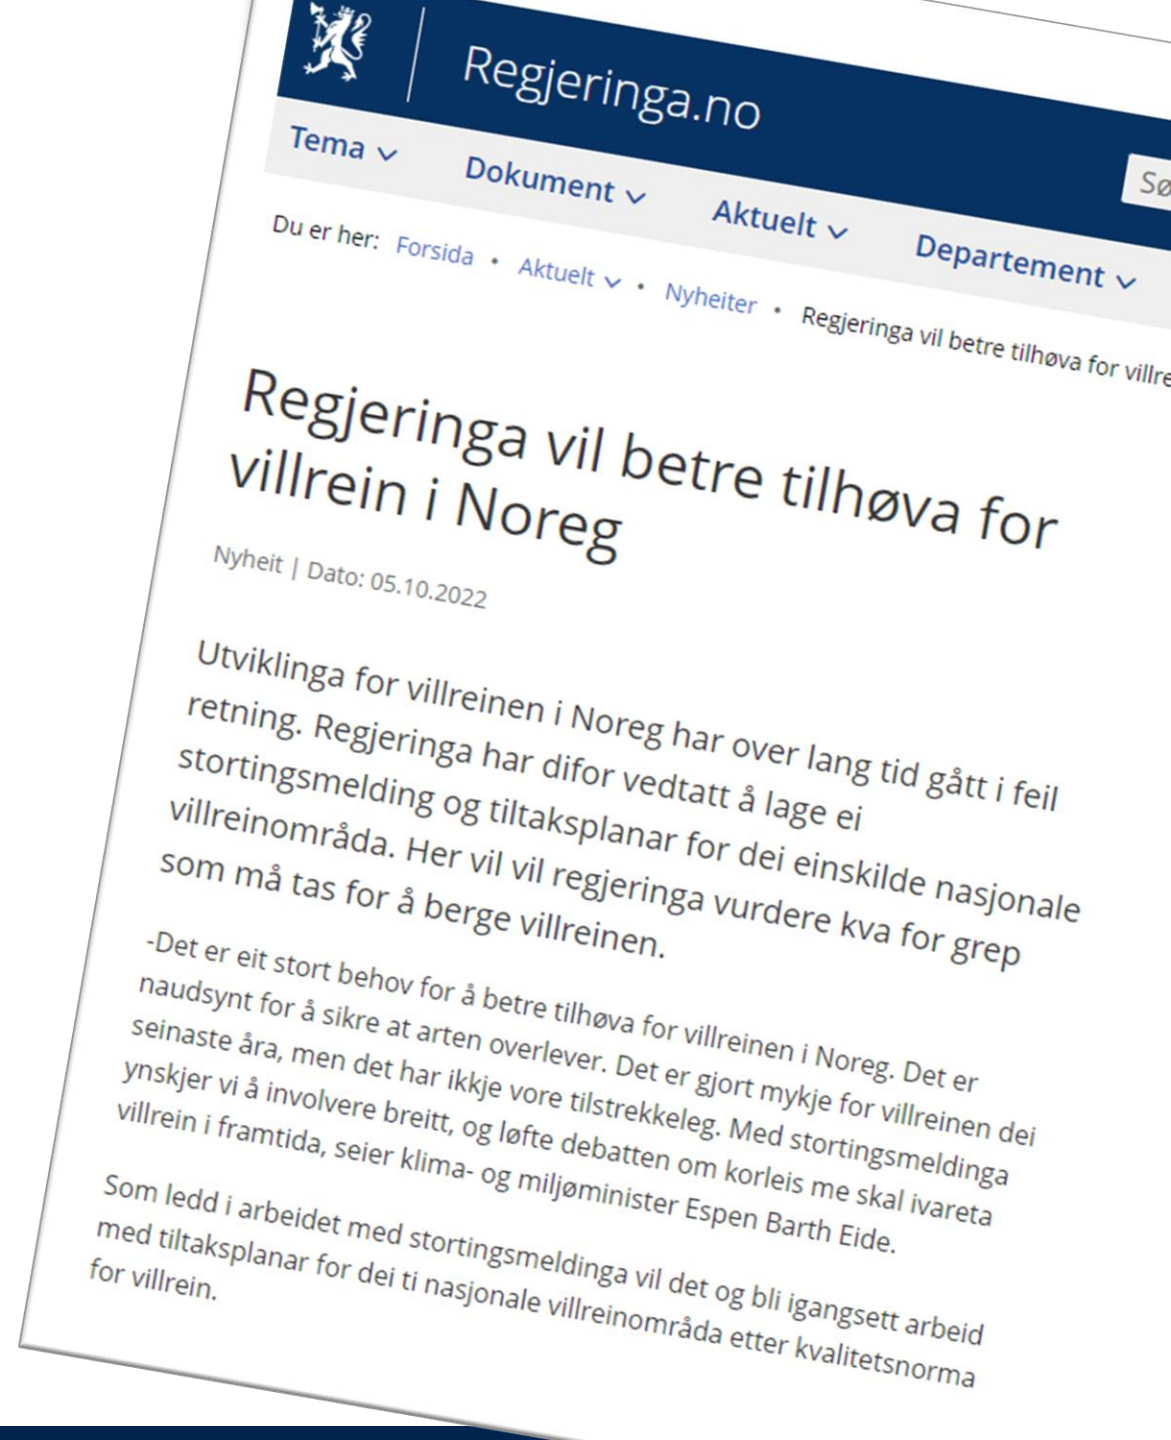 Regjeringa.no
Sø
Tema
Dokument
Aktuelt
Departement
Du er her: Forsida • Aktuelt • Nyheiter • Regjeringa vil betre tilhøva for villre
Regjeringa vil betre tilhøva for
villrein i Noreg
Nyheit | Dato: 05.10.2022
Utviklinga for villreinen i Noreg har over lang tid gått i feil
retning. Regjeringa har difor vedtatt å lage ei
stortingsmelding og tiltaksplanar for dei einskilde nasjonale
villreinområda. Her vil vil regjeringa vurdere kva for grep
som må tas for å berge villreinen.
-Det er eit stort behov for å betre tilhøva for villreinen i Noreg. Det er
naudsynt for å sikre at arten overlever. Det er gjort mykje for villreinen dei
seinaste åra, men det har ikkje vore tilstrekkeleg. Med stortingsmeldinga
ynskjer vi å involvere breitt, og løfte debatten om korleis me skal ivareta
villrein i framtida, seier klima- og miljøminister Espen Barth Eide.
Som ledd i arbeidet med stortingsmeldinga vil det og bli igangsett arbeid
med tiltaksplanar for dei ti nasjonale villreinområda etter kvalitetsnorma
for villrein.